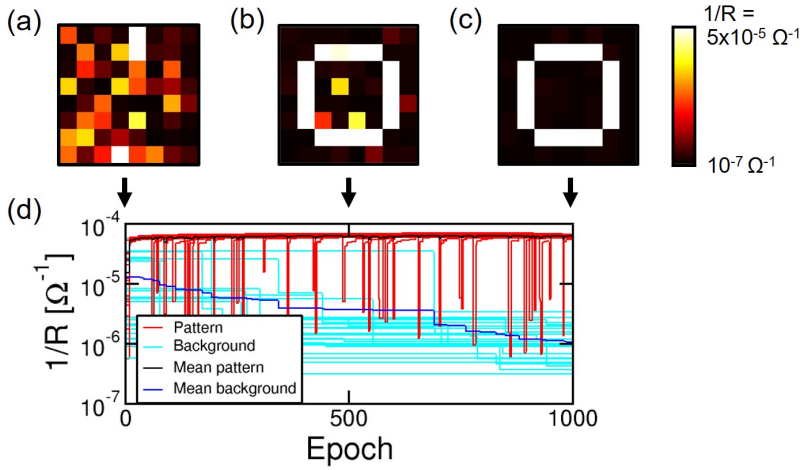 (a)
(b)
(c)
1/R =
5x10⁻⁵ Ω⁻¹
10⁻⁷ Ω⁻¹
(d)
10⁻⁴
10⁻⁵
10⁻⁶
10⁻⁷
1/R [Ω⁻¹]
Pattern
Background
Mean pattern
Mean background
0
500
1000
Epoch